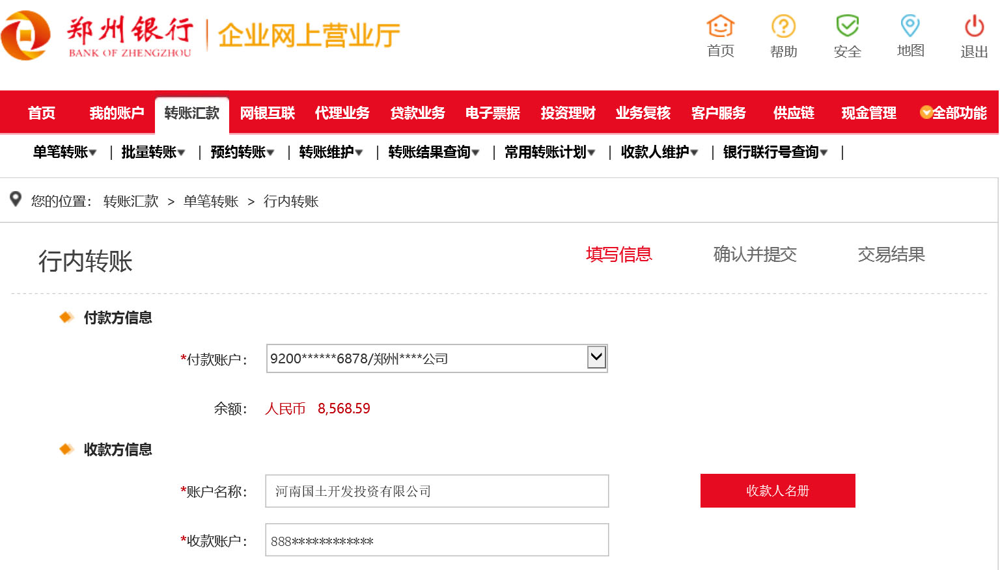 郑州银行 企业网上营业厅
BANK OF ZHENGZHOU
首页 帮助 安全 地图 退出
首页 我的账户 转账汇款 网银互联 代理业务 贷款业务 电子票据 投资理财 业务复核 客户服务 供应链 现金管理 全部功能
单笔转账▼ | 批量转账▼ | 预约转账▼ | 转账维护▼ | 转账结果查询▼ | 常用转账计划▼ | 收款人维护▼ | 银行联行号查询▼ |
您的位置： 转账汇款 > 单笔转账 > 行内转账
行内转账 填写信息 确认并提交 交易结果
付款方信息
*付款账户： 9200******6878/郑州****公司
余额： 人民币 8,568.59
收款方信息
*账户名称： 河南国土开发投资有限公司 收款人名册
*收款账户： 888************